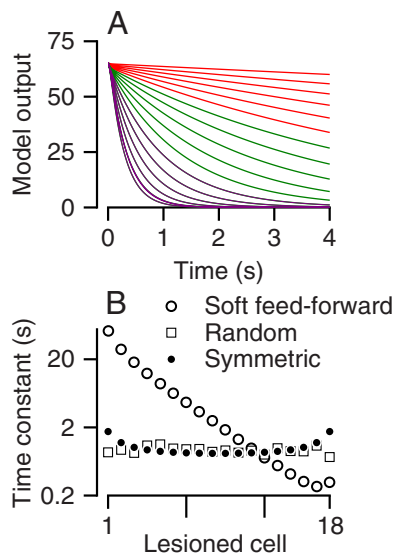 A
Model output
75
50
25
0
0 1 2 3 4
Time (s)
B
Soft feed-forward
Random
Symmetric
Time constant (s)
20
2
0.2
1 18
Lesioned cell